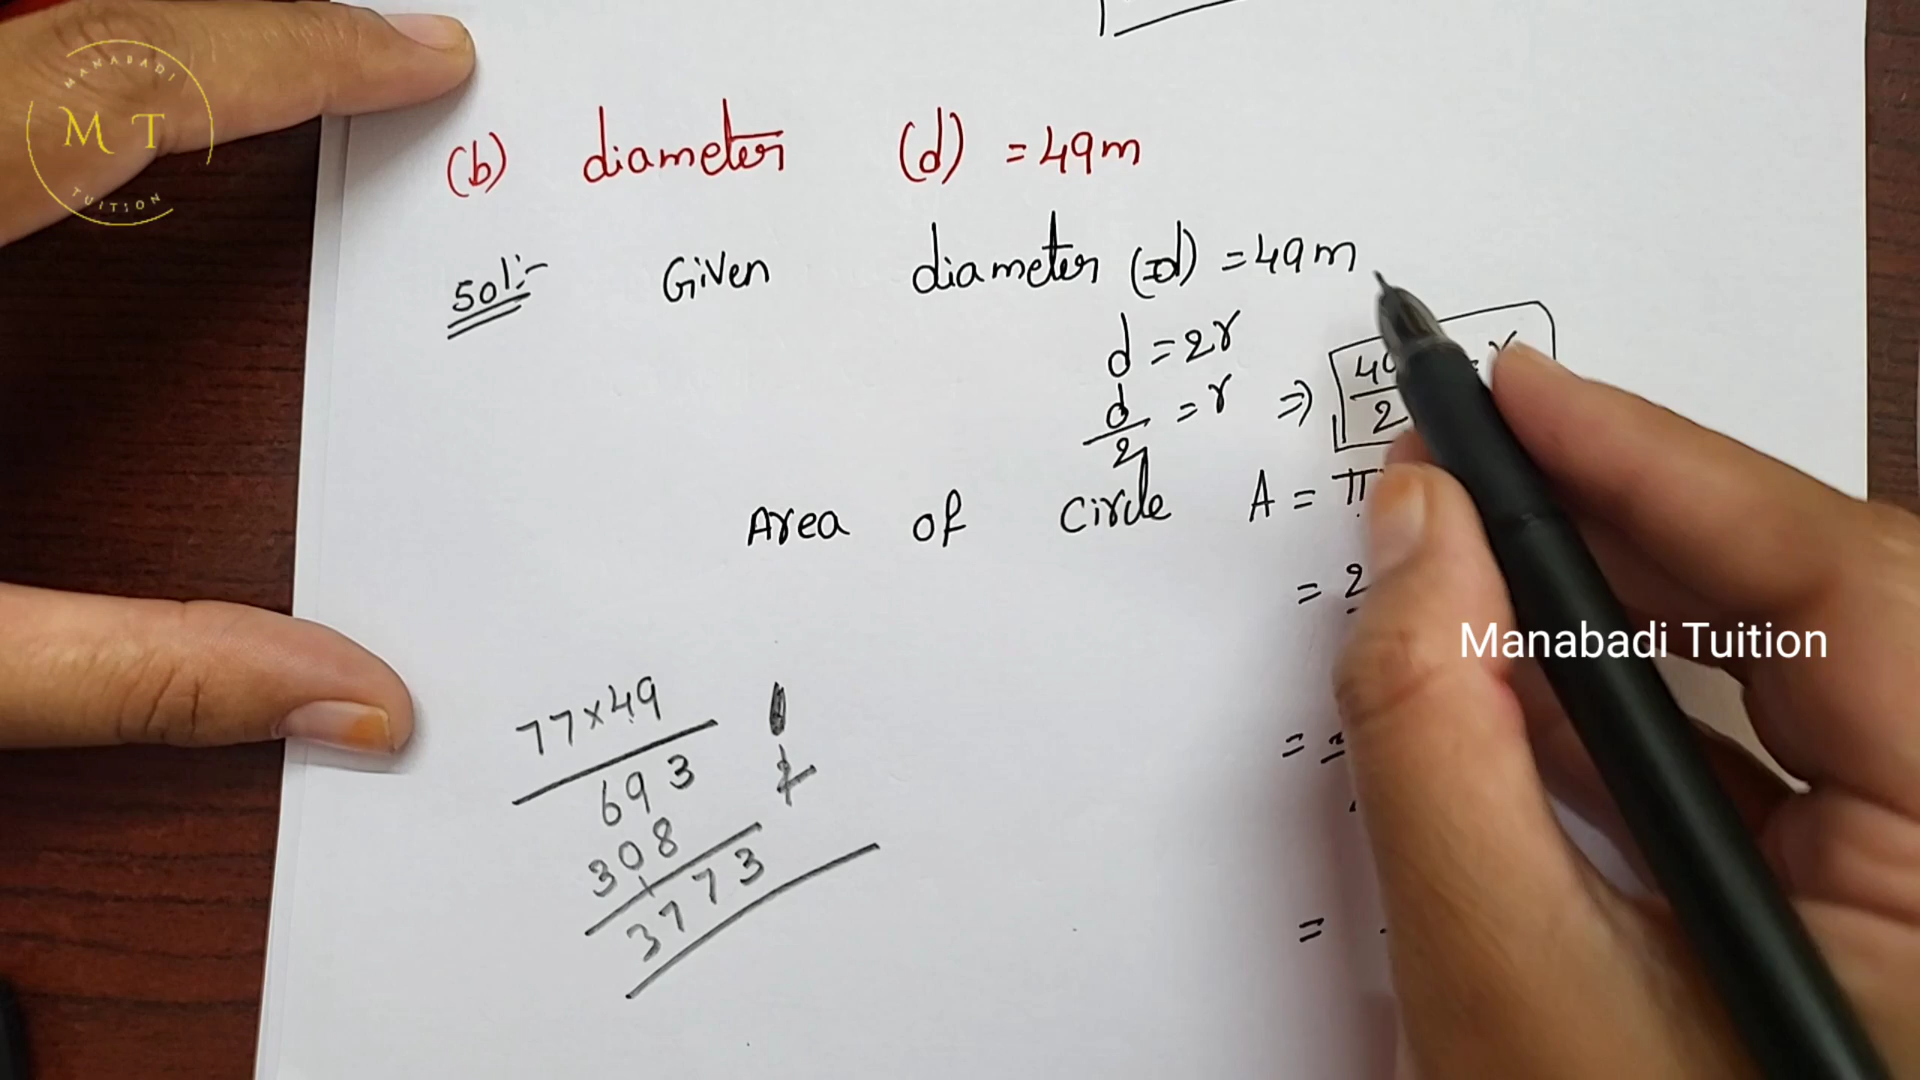 MANABADI
M T
TUITION
(b) diameter (d) = 49m
Sol:- Given diameter (d) = 49m
d = 2r
d/2 = r ⇒
Area of Circle A = π
= 2
Manabadi Tuition
77×49
693
308
3773